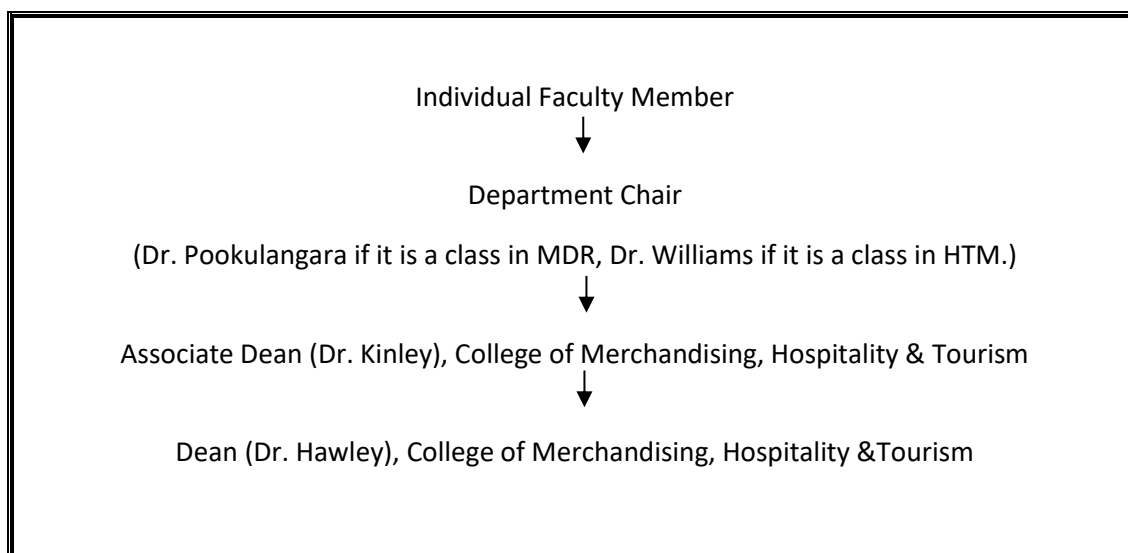 Individual Faculty Member
Department Chair
(Dr. Pookulangara if it is a class in MDR, Dr. Williams if it is a class in HTM.)
Associate Dean (Dr. Kinley), College of Merchandising, Hospitality & Tourism
Dean (Dr. Hawley), College of Merchandising, Hospitality &Tourism